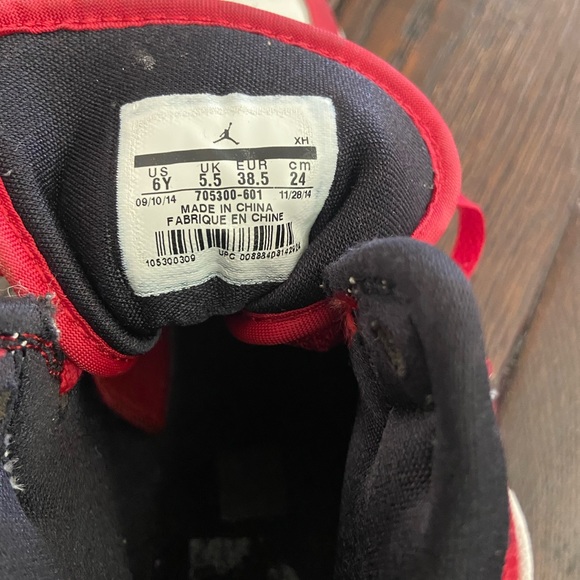 XH
US UK EUR cm
6Y 5.5 38.5 24
09/10/14 705300-601 11/28/14
MADE IN CHINA
FABRIQUE EN CHINE
105300309 UPC